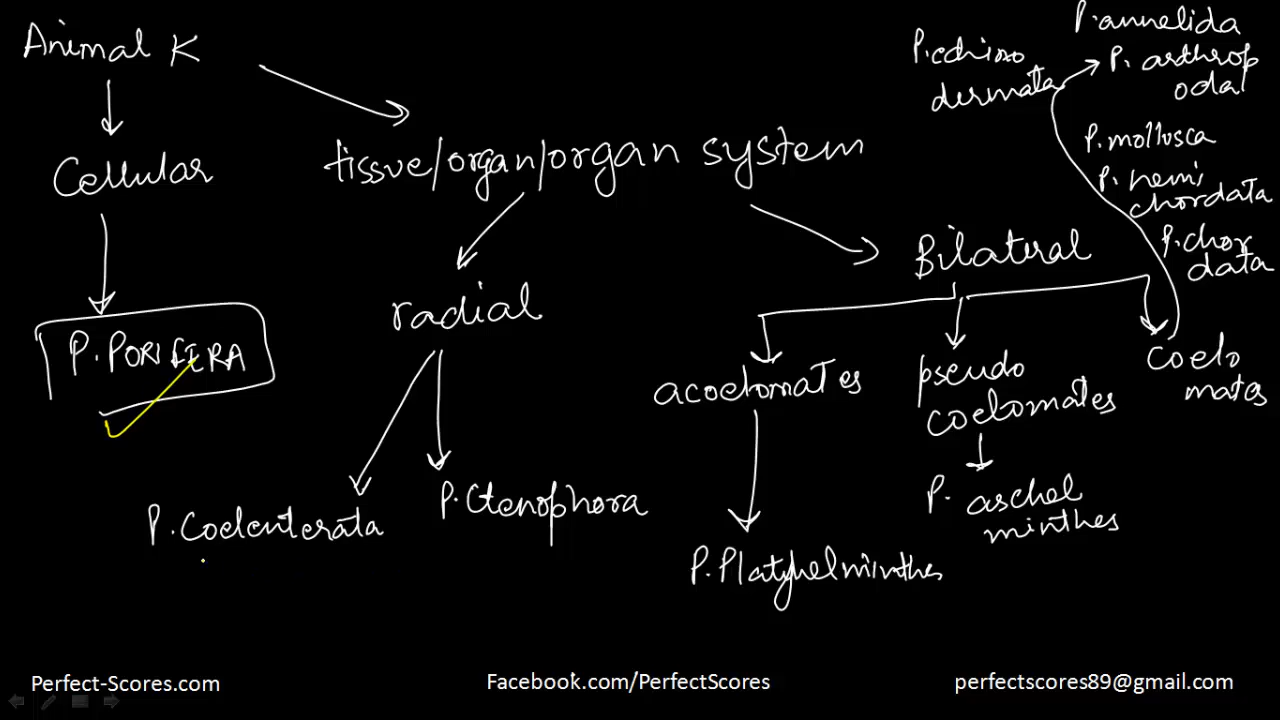 Animal K
Cellular
P. PORIFERA
tissue/organ/organ system
radial
P. Coelenterata
P. Ctenophora
Bilateral
acoelomates
P. Platyhelminthes
pseudo
coelomates
P. aschel
minthes
coelo
mates
P. echino
dermata
P. annelida
P. arthrop
oda
P. mollusca
P. hemi
chordata
P. chor
data
Perfect-Scores.com
Facebook.com/PerfectScores
perfectscores89@gmail.com